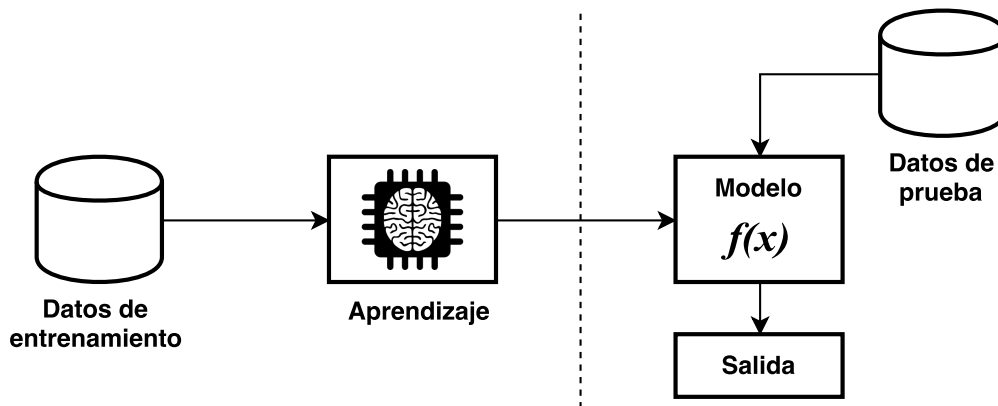 Datos de
entrenamiento
Aprendizaje
Modelo
f(x)
Salida
Datos de
prueba